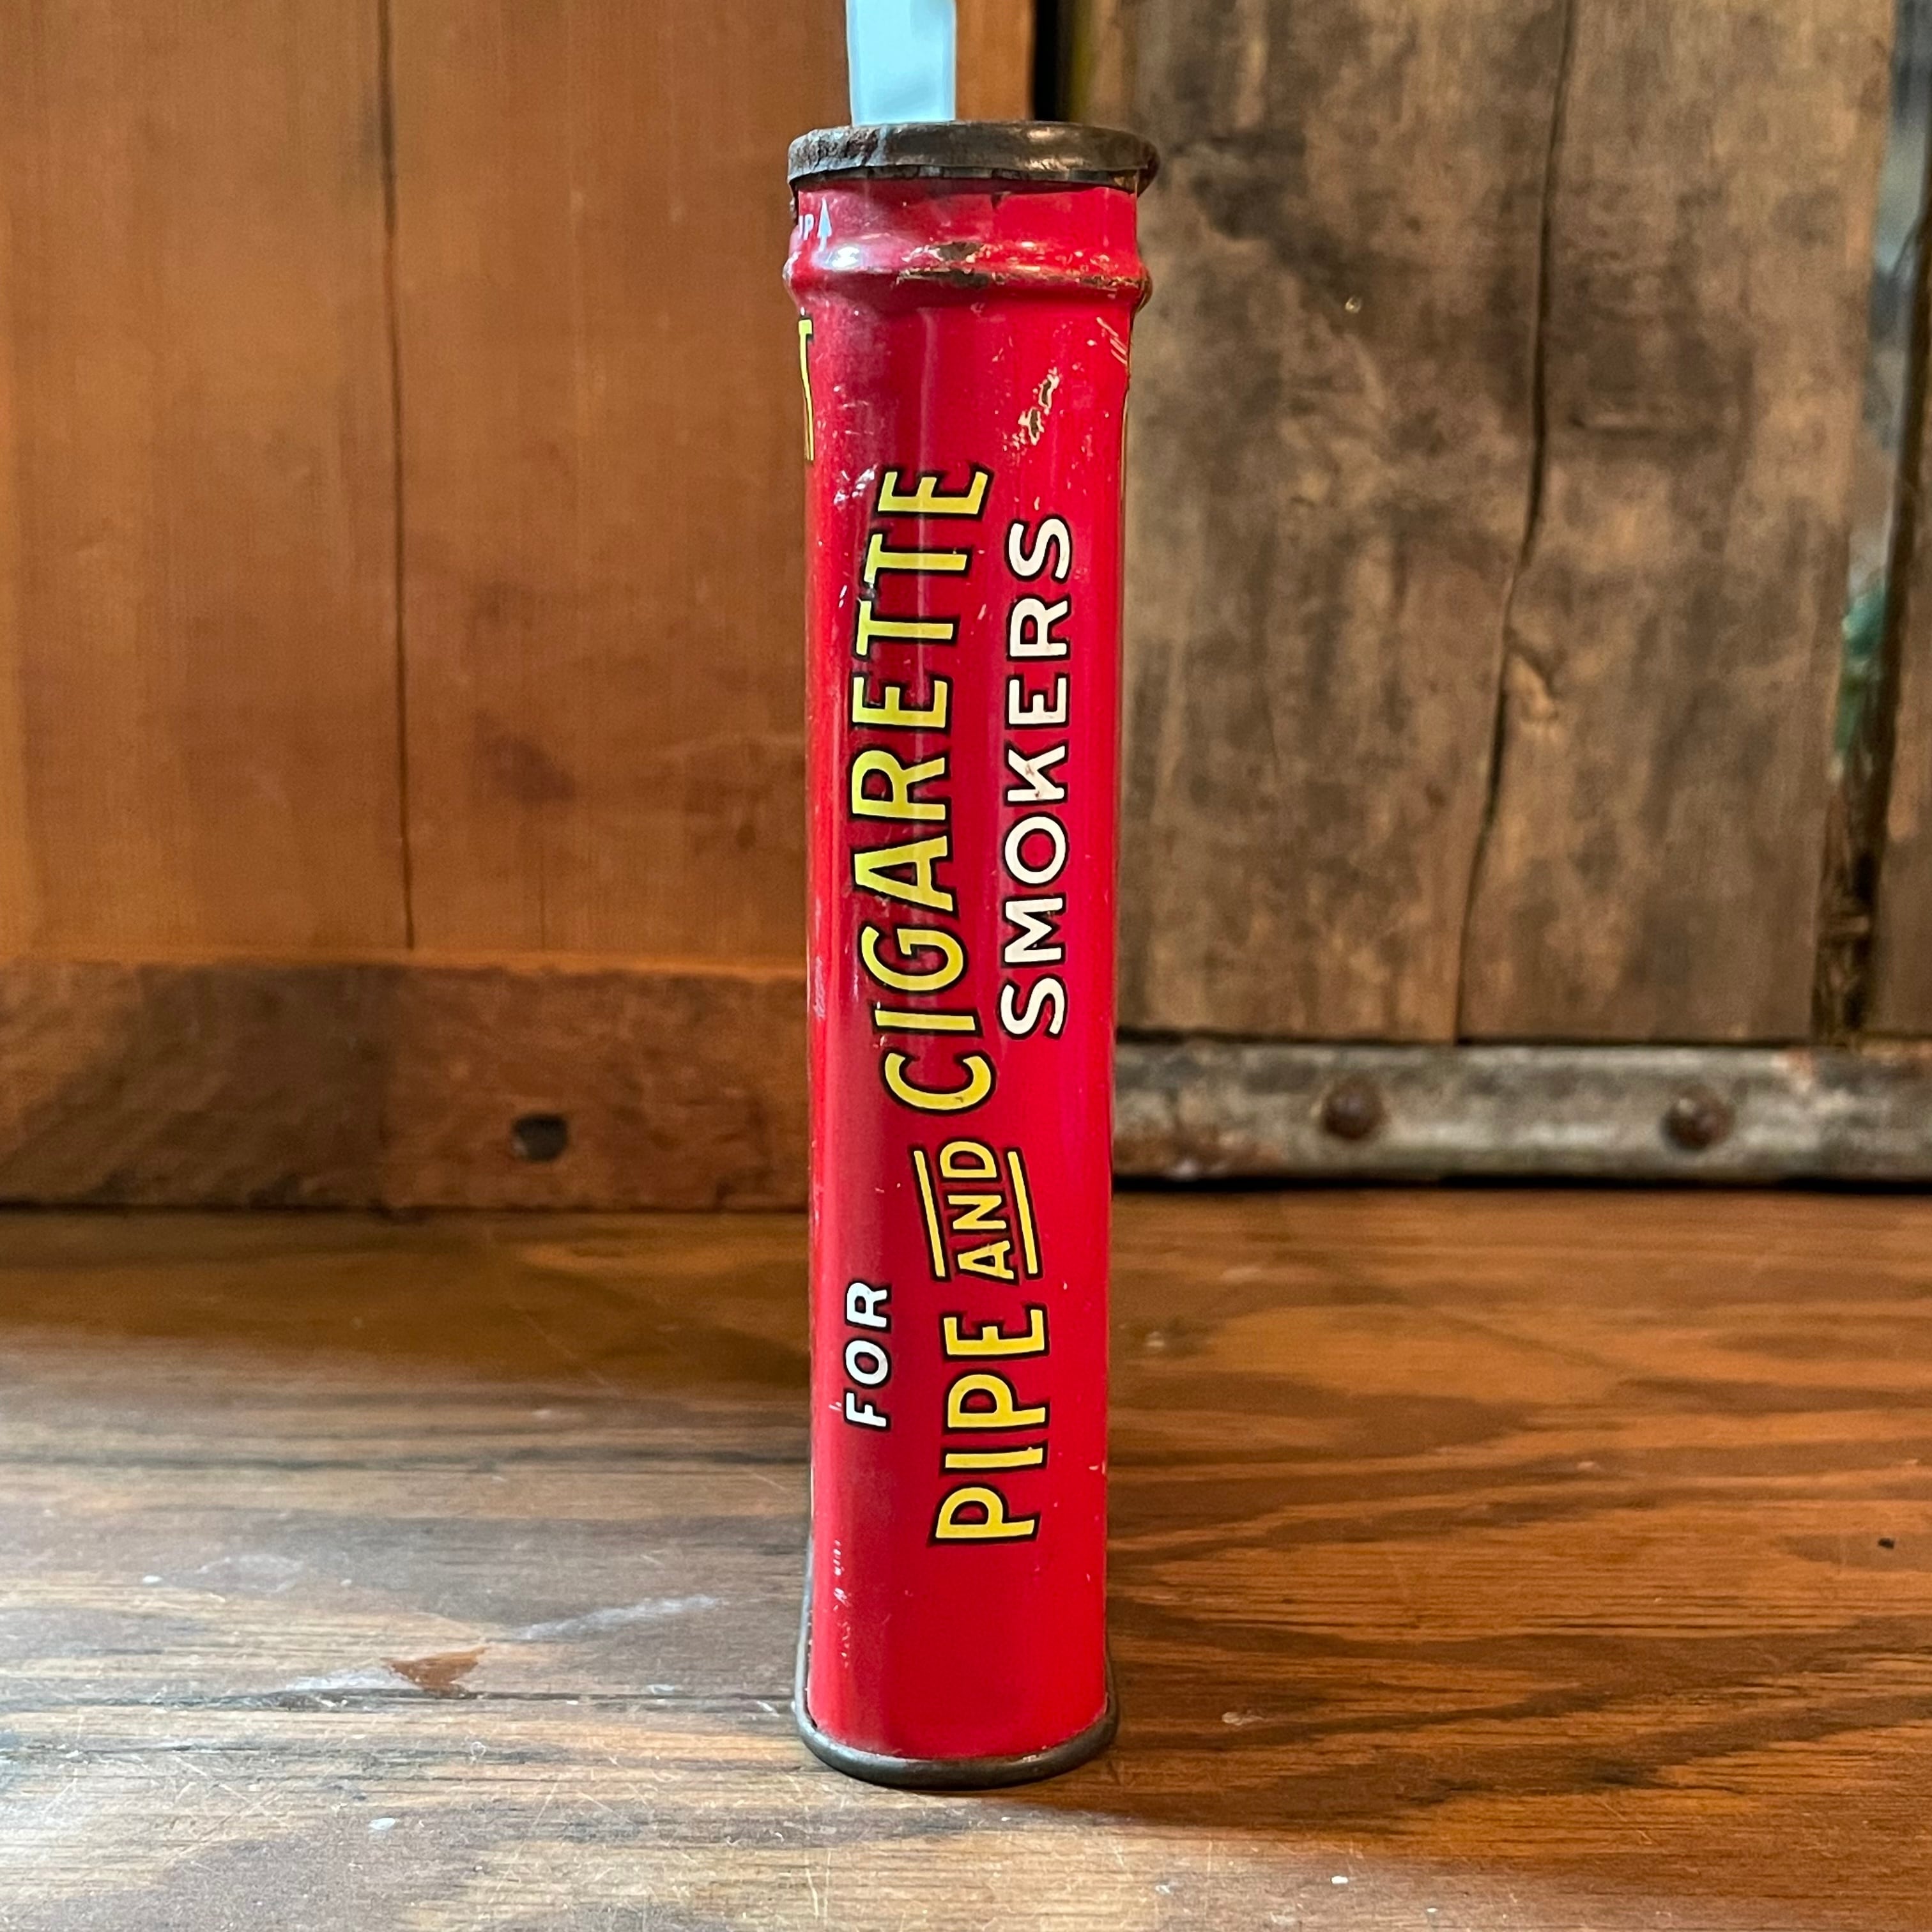 FOR
PIPE AND CIGARETTE
SMOKERS